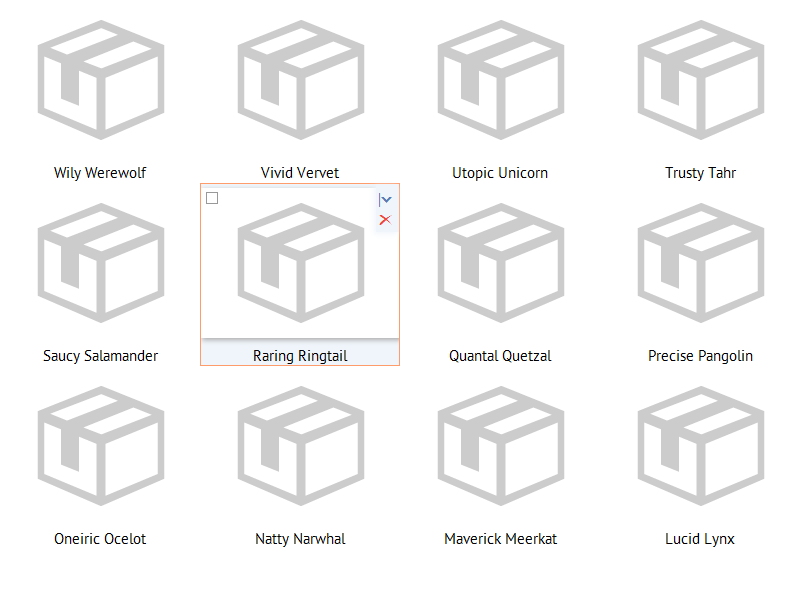 Wily Werewolf
Vivid Vervet
Utopic Unicorn
Trusty Tahr
Saucy Salamander
Raring Ringtail
Quantal Quetzal
Precise Pangolin
Oneiric Ocelot
Natty Narwhal
Maverick Meerkat
Lucid Lynx